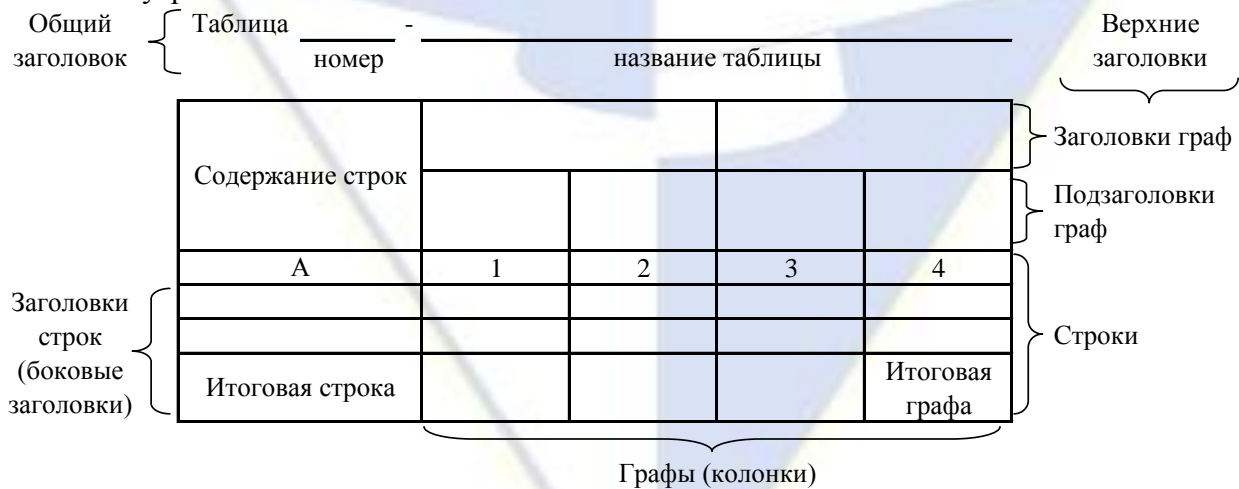 Общий
заголовок
Таблица -
номер
название таблицы
Верхние
заголовки
Содержание строк
Заголовки граф
Подзаголовки
граф
А 1 2 3 4
Заголовки
строк
(боковые
заголовки)
Строки
Итоговая строка
Итоговая
графа
Графы (колонки)